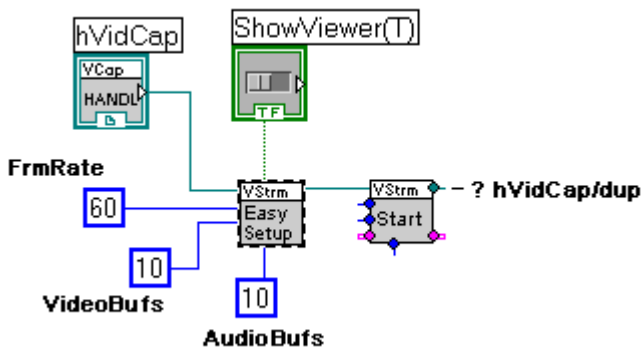 hVidCap
ShowViewer(T)
VCap
HANDL
TF
FrmRate
60
VStrm
Easy
Setup
VStrm
Start
? hVidCap/dup
10
VideoBufs
10
AudioBufs